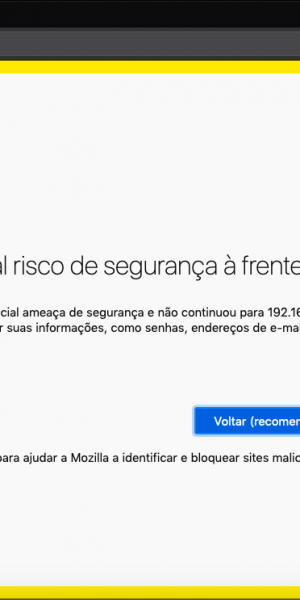 l risco de segurança à frente
cial ameaça de segurança e não continuou para 192.16
r suas informações, como senhas, endereços de e-ma
Voltar (recomen
para ajudar a Mozilla a identificar e bloquear sites malic